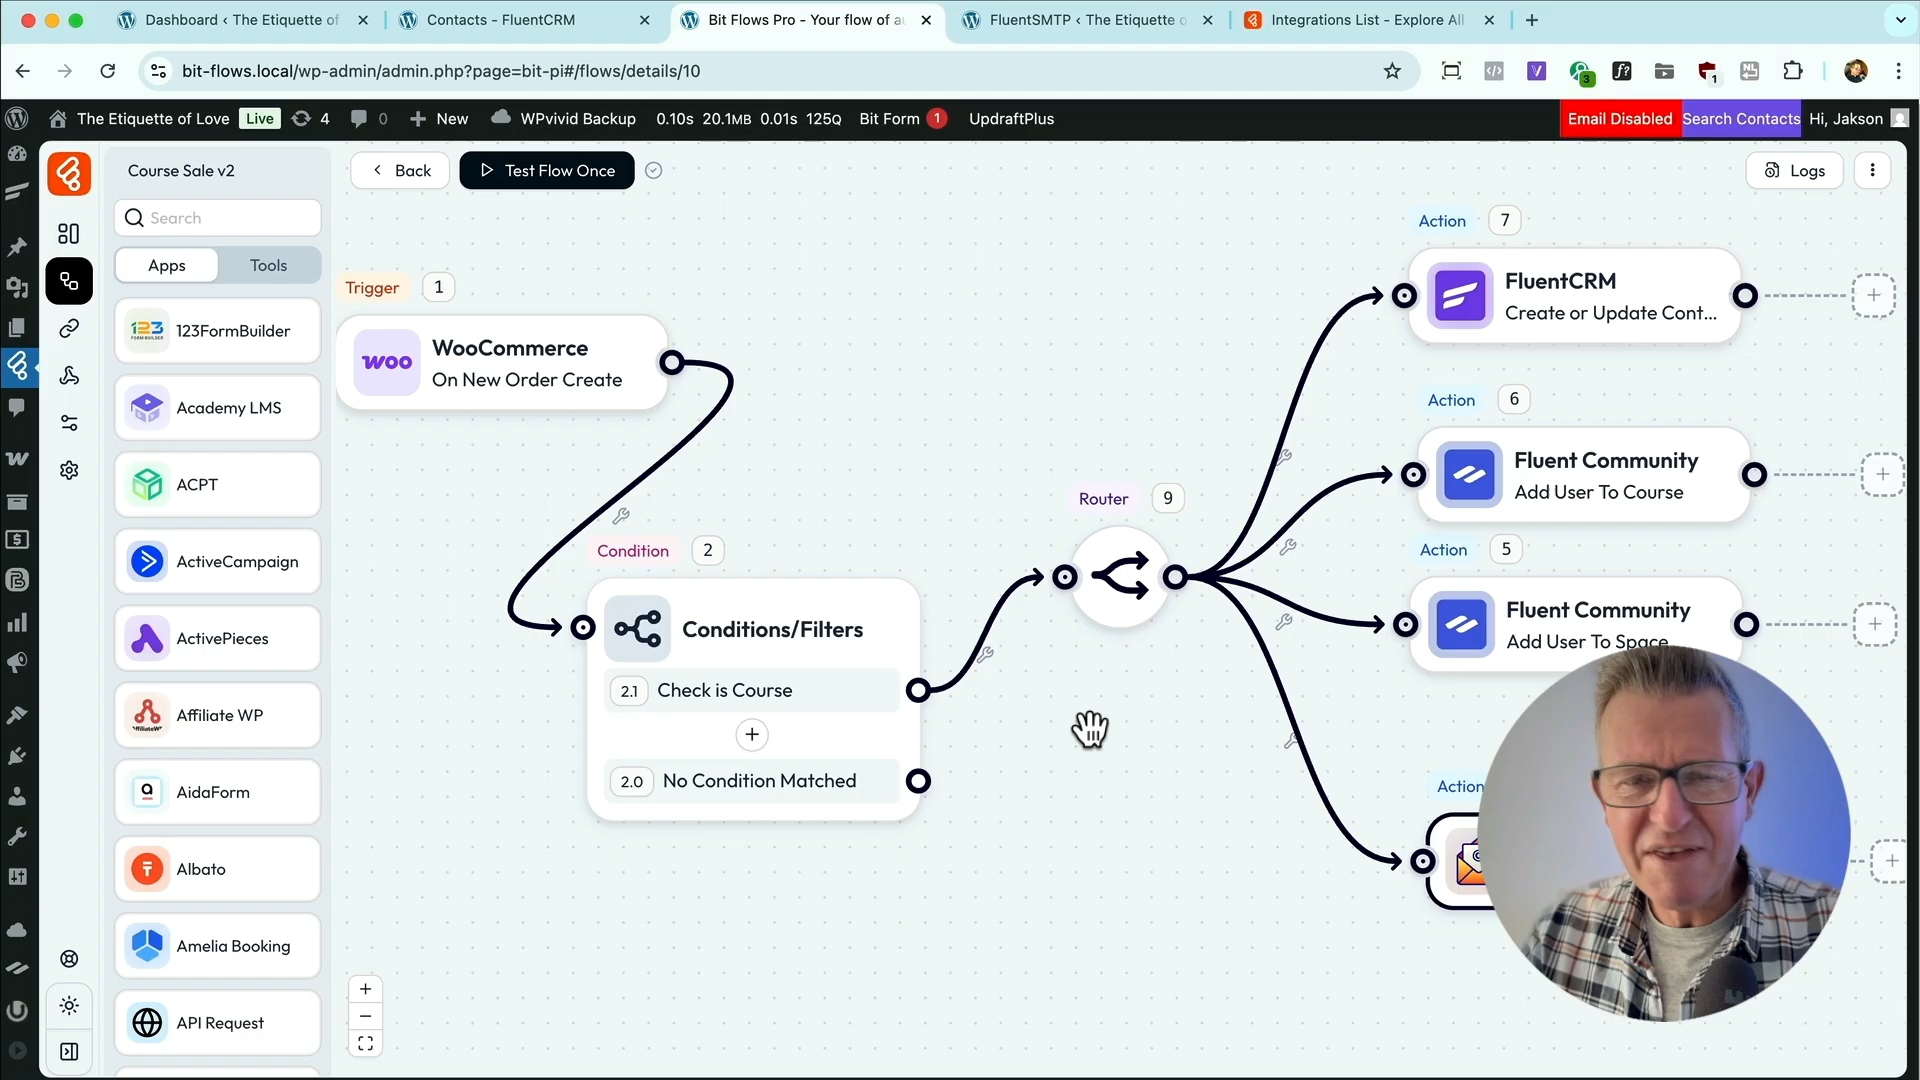 Dashboard ‹ The Etiquette of
Contacts - FluentCRM
Bit Flows Pro - Your flow of au
FluentSMTP ‹ The Etiquette o
Integrations List - Explore All
bit-flows.local/wp-admin/admin.php?page=bit-pi#/flows/details/10
The Etiquette of Love
Live
4
0
New
WPvivid Backup
0.10s 20.1MB 0.01s 125Q
Bit Form
1
UpdraftPlus
Email Disabled
Search Contacts
Hi, Jakson
Course Sale v2
Back
Test Flow Once
Logs
Search
Apps
Tools
123FormBuilder
Academy LMS
ACPT
ActiveCampaign
ActivePieces
Affiliate WP
AidaForm
Albato
Amelia Booking
API Request
Trigger 1
woo
WooCommerce
On New Order Create
Condition 2
Conditions/Filters
2.1 Check is Course
2.0 No Condition Matched
Router 9
Action 7
FluentCRM
Create or Update Cont...
Action 6
Fluent Community
Add User To Course
Action 5
Fluent Community
Add User To Space
Action